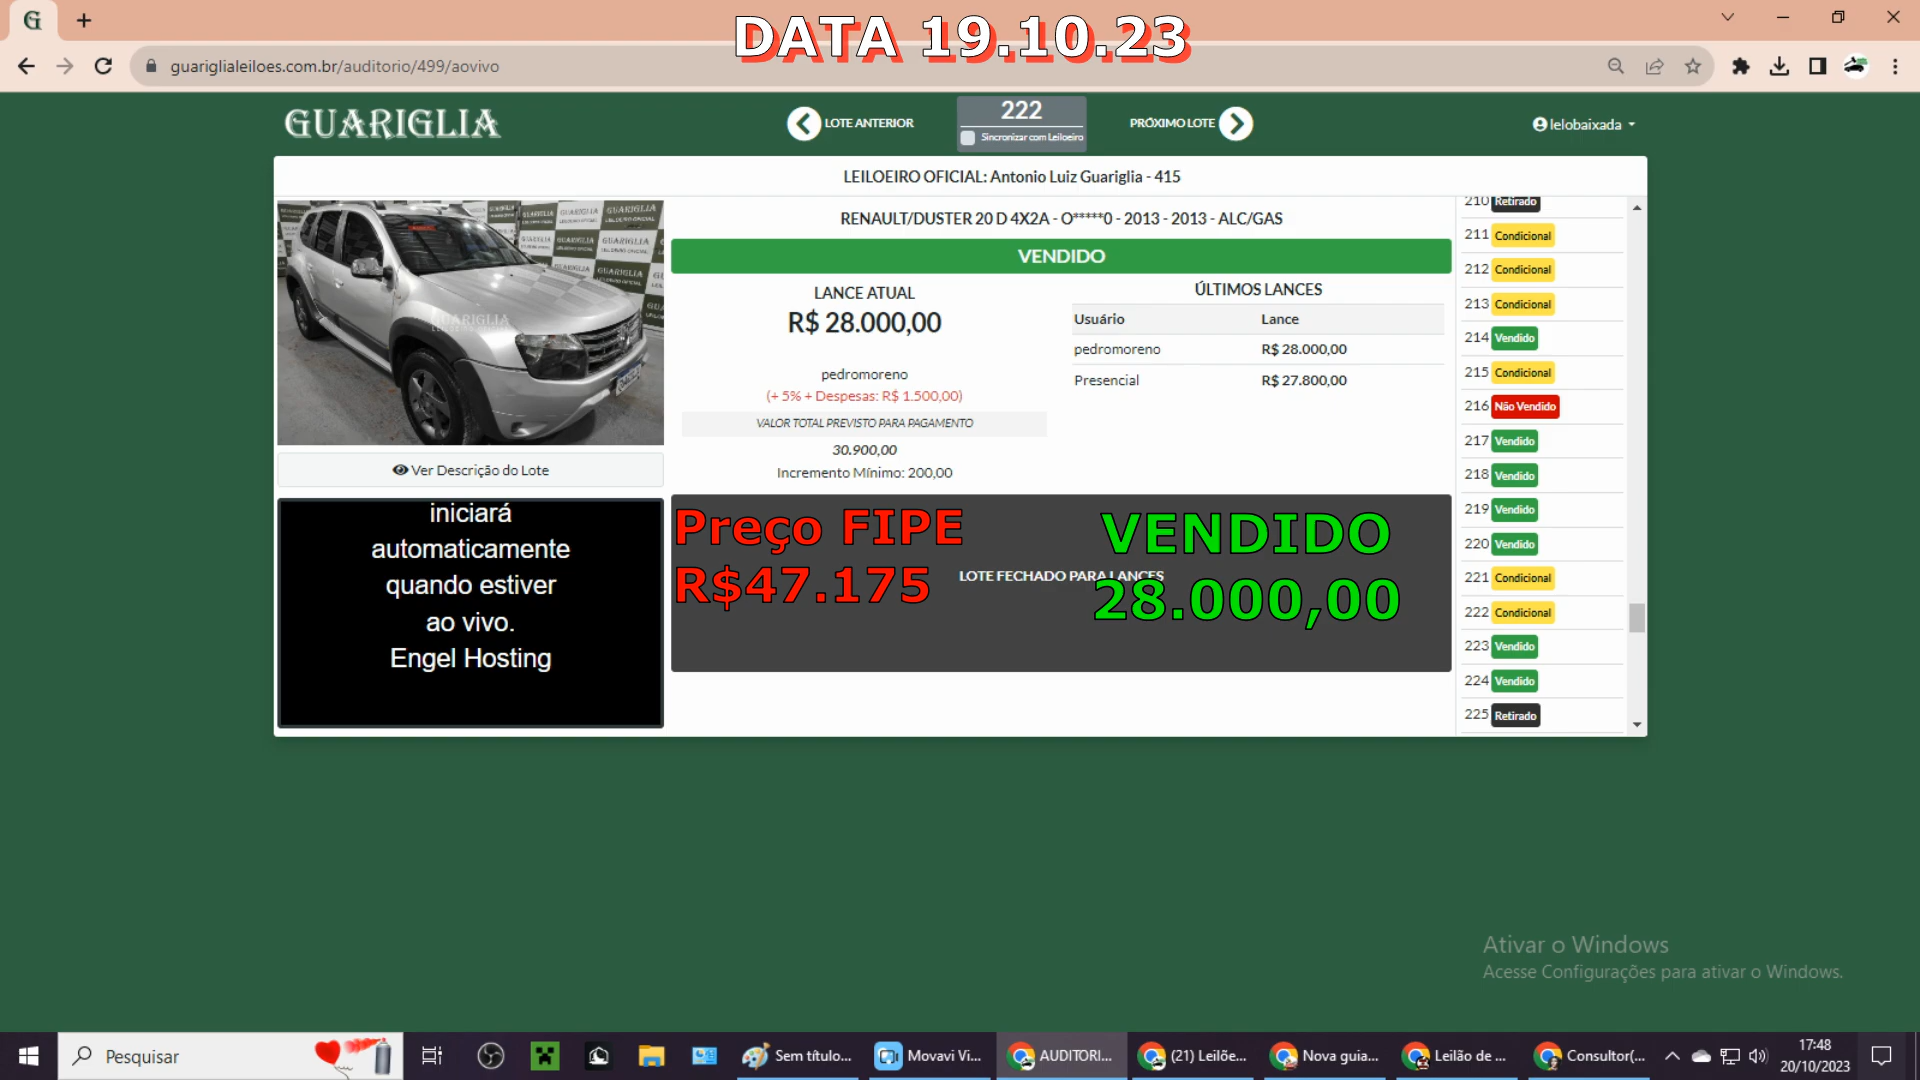 DATA 19.10.23
guariglialeiloes.com.br/auditorio/499/aovivo
GUARIGLIA
LOTE ANTERIOR
222
Sincronizar com Leiloeiro
PRÓXIMO LOTE
lelobaixada
LEILOEIRO OFICIAL: Antonio Luiz Guariglia - 415
RENAULT/DUSTER 20 D 4X2A - O*****0 - 2013 - 2013 - ALC/GAS
VENDIDO
LANCE ATUAL
R$ 28.000,00
pedromoreno
(+ 5% + Despesas: R$ 1.500,00)
VALOR TOTAL PREVISTO PARA PAGAMENTO
30.900,00
Incremento Mínimo: 200,00
ÚLTIMOS LANCES
Usuário Lance
pedromoreno R$ 28.000,00
Presencial R$ 27.800,00
GUARIGLIA
Ver Descrição do Lote
iniciará
automaticamente
quando estiver
ao vivo.
Engel Hosting
Preço FIPE
R$47.175
LOTE FECHADO PARA LANCES
VENDIDO
28.000,00
210 Retirado
211 Condicional
212 Condicional
213 Condicional
214 Vendido
215 Condicional
216 Não Vendido
217 Vendido
218 Vendido
219 Vendido
220 Vendido
221 Condicional
222 Condicional
223 Vendido
224 Vendido
225 Retirado
Ativar o Windows
Acesse Configurações para ativar o Windows.
Pesquisar
Sem título...
Movavi Vi...
AUDITORI...
(21) Leilõe...
Nova guia...
Leilão de ...
Consultor(...
17:48
20/10/2023